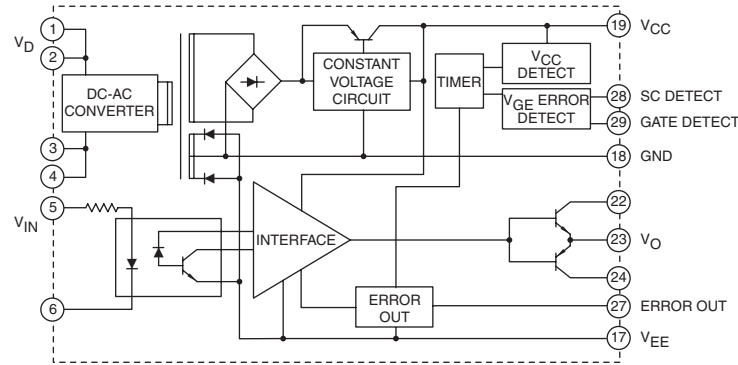 1
V_D
2
DC-AC
CONVERTER
3
4
5
V_IN
6
CONSTANT
VOLTAGE
CIRCUIT
TIMER
V_CC
DETECT
V_GE ERROR
DETECT
INTERFACE
ERROR
OUT
19 V_CC
28 SC DETECT
29 GATE DETECT
18 GND
22
23 V_O
24
27 ERROR OUT
17 V_EE